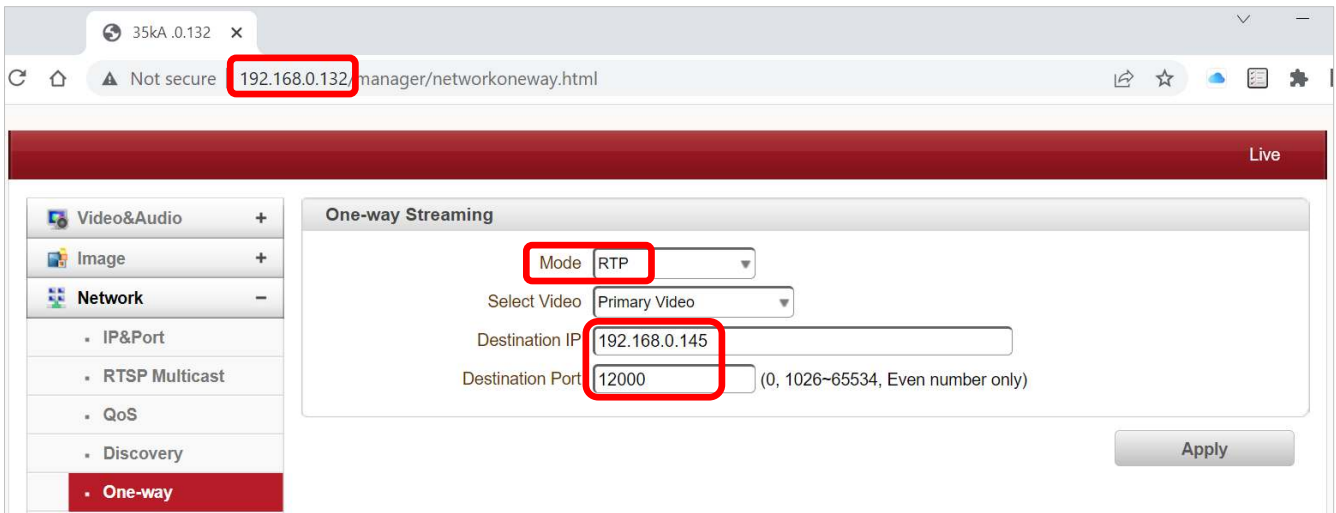 35kA .0.132
Not secure 192.168.0.132/manager/networkoneway.html
Live
Video&Audio +
Image +
Network –
IP&Port
RTSP Multicast
QoS
Discovery
One-way
One-way Streaming
Mode RTP
Select Video Primary Video
Destination IP 192.168.0.145
Destination Port 12000 (0, 1026~65534, Even number only)
Apply